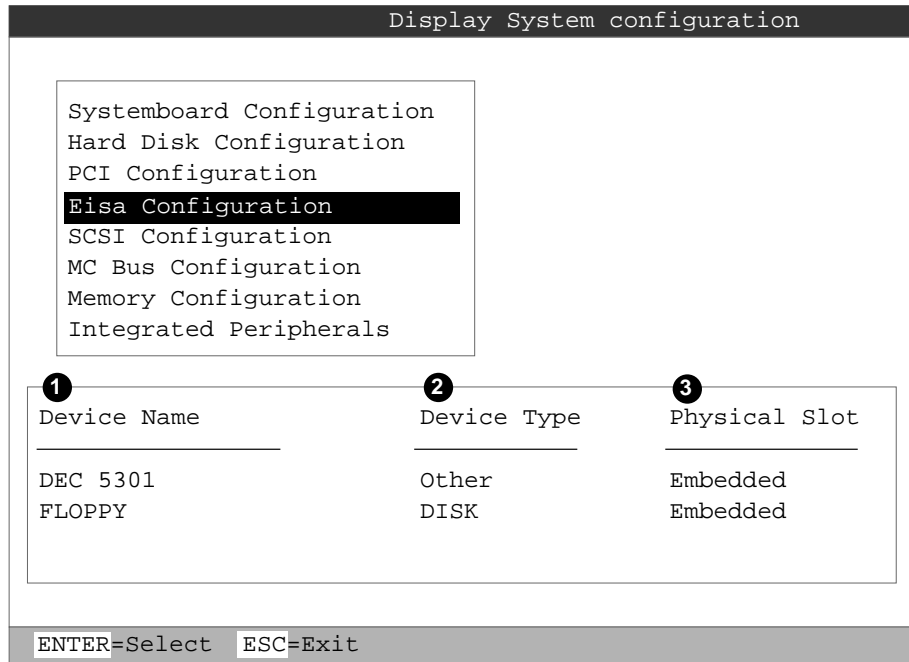 Display System configuration
Systemboard Configuration
Hard Disk Configuration
PCI Configuration
Eisa Configuration
SCSI Configuration
MC Bus Configuration
Memory Configuration
Integrated Peripherals
1 2 3
Device Name Device Type Physical Slot
DEC 5301 Other Embedded
FLOPPY DISK Embedded
ENTER=Select ESC=Exit